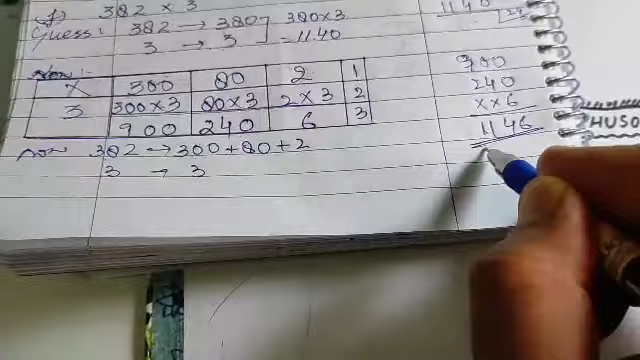 f) 382 × 3
Guess: 382 → 380 ] 380×3
3 → 3 = 1140
1140
Now:-
× 300 80 2 1
3 300×3 80×3 2×3 2
900 240 6 3
Now 382 → 300+80+2
3 → 3
900
240
××6
1146
HUSO